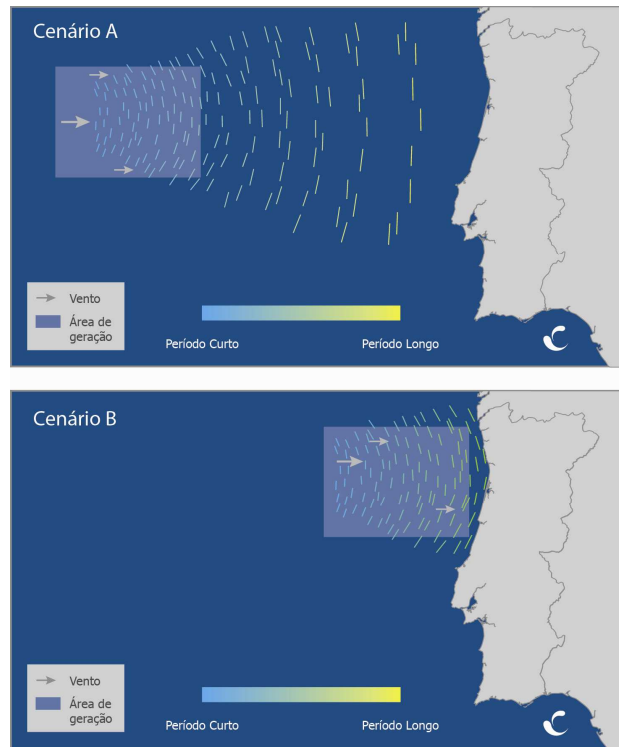 Cenário A
Vento
Área de
geração
Período Curto
Período Longo
Cenário B
Vento
Área de
geração
Período Curto
Período Longo